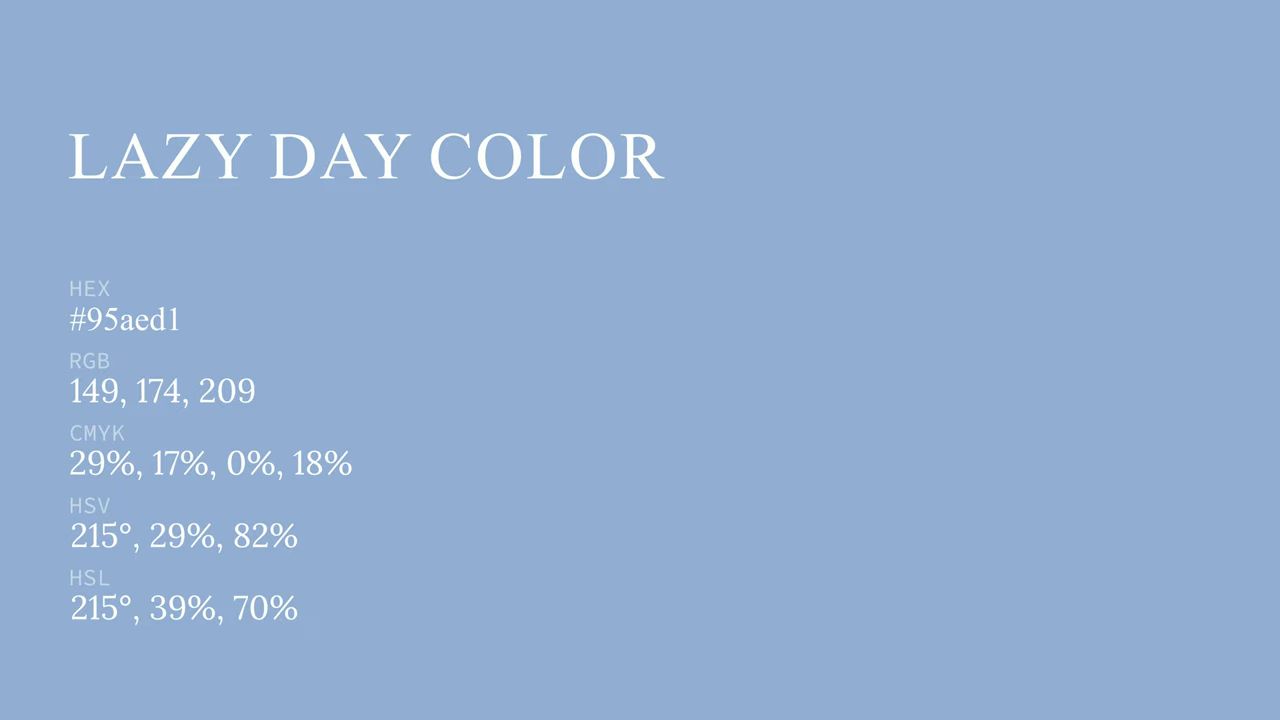 LAZY DAY COLOR
HEX
#95aed1
RGB
149, 174, 209
CMYK
29%, 17%, 0%, 18%
HSV
215°, 29%, 82%
HSL
215°, 39%, 70%